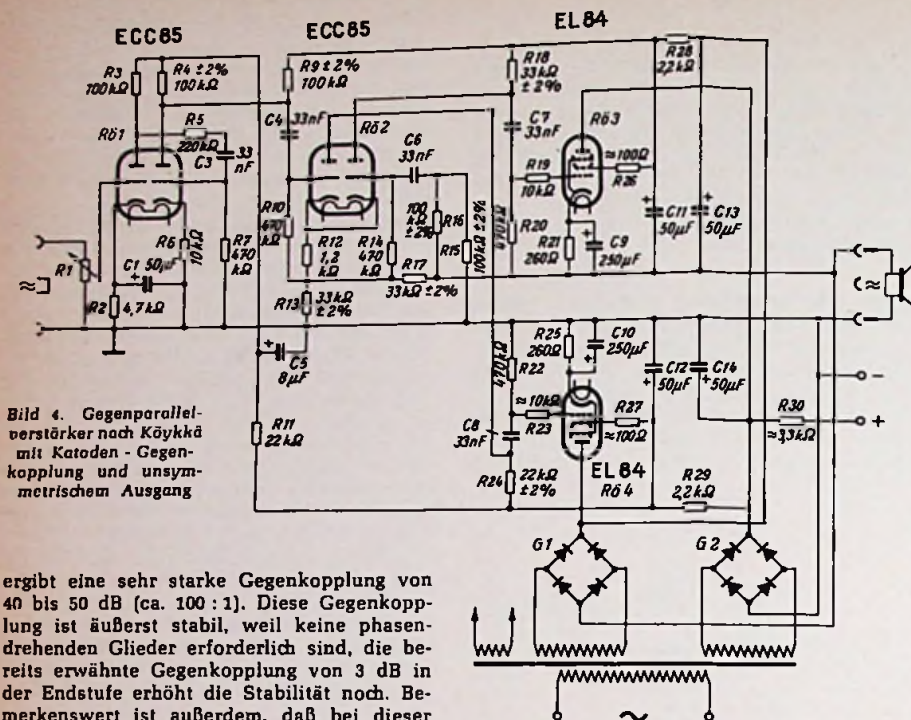 ECC85
ECC85
EL84
R3
100kΩ
R4 ±2%
100kΩ
R5
220kΩ
C3
33
nF
Rö1
R1
≈
R2
4,7kΩ
C1 50µF
R6
10kΩ
R7
470
kΩ
R9 ±2%
100kΩ
C4
33nF
Rö2
C6
33nF
R10
470
kΩ
R12
1,2
kΩ
R14
470
kΩ
100
kΩ
±2%
R16
R15
100kΩ ±2%
R17
33kΩ ±2%
R13
33kΩ
±2%
C5
8µF
R11
22kΩ
R18
33kΩ
±2%
C7
33nF
Rö3
R19
10kΩ
≈100Ω
R26
R20
470kΩ
R21
260Ω
C9
250µF
R28
2,2kΩ
C11
50µF
C13
50µF
≈
R25
260Ω
C10
250µF
470kΩ
R22
≈10kΩ
R23
C8
33nF
R27
≈100Ω
EL84
Rö4
R24
22kΩ
±2%
C12
50µF
C14
50µF
R29
2,2kΩ
−
+
R30
≈3,3kΩ
G1
G2
∼
Bild 4. Gegenparallel-
verstärker nach Köykkä
mit Katoden - Gegen-
kopplung und unsym-
metrischem Ausgang
ergibt eine sehr starke Gegenkopplung von
40 bis 50 dB (ca. 100 : 1). Diese Gegenkopp-
lung ist äußerst stabil, weil keine phasen-
drehenden Glieder erforderlich sind, die be-
reits erwähnte Gegenkopplung von 3 dB in
der Endstufe erhöht die Stabilität noch. Be-
merkenswert ist außerdem, daß bei dieser